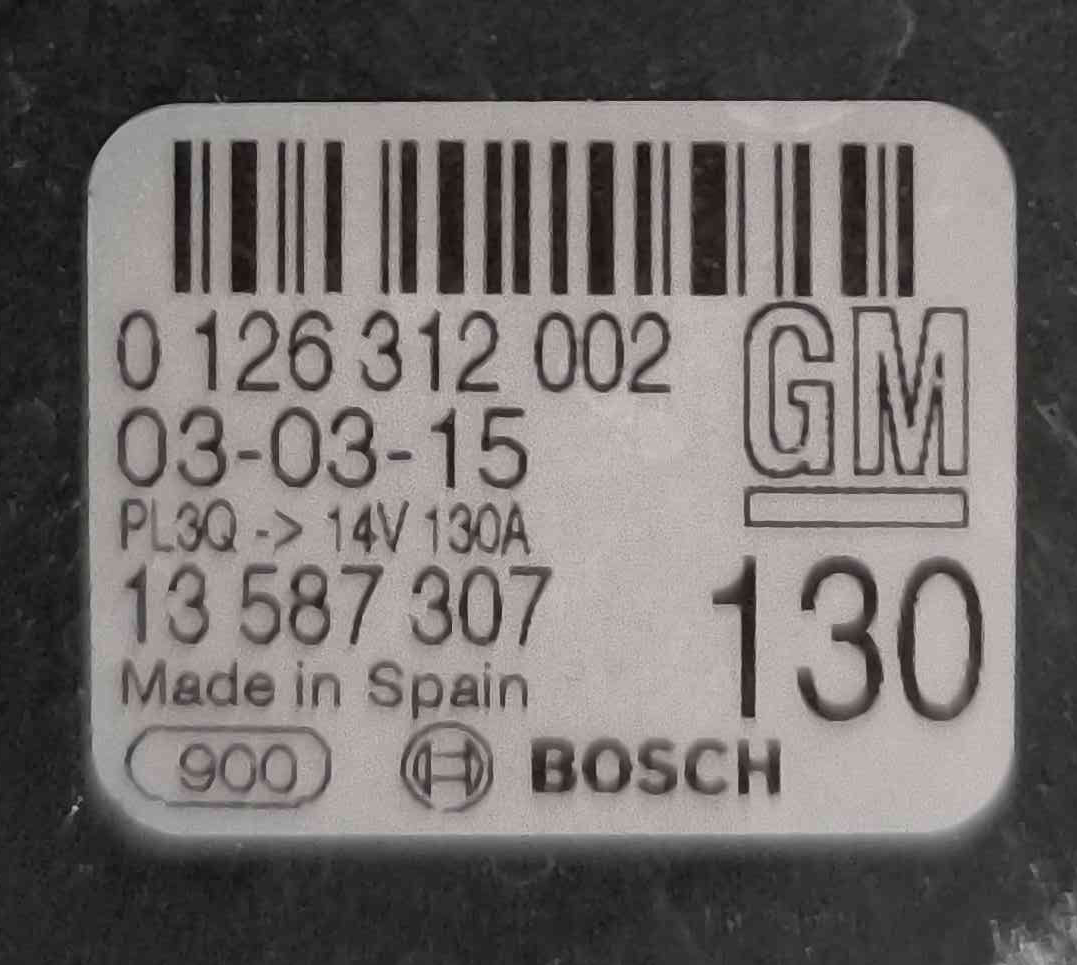 0 126 312 002
GM
03-03-15
PL3Q -> 14V 130A
13 587 307
130
Made in Spain
900 BOSCH